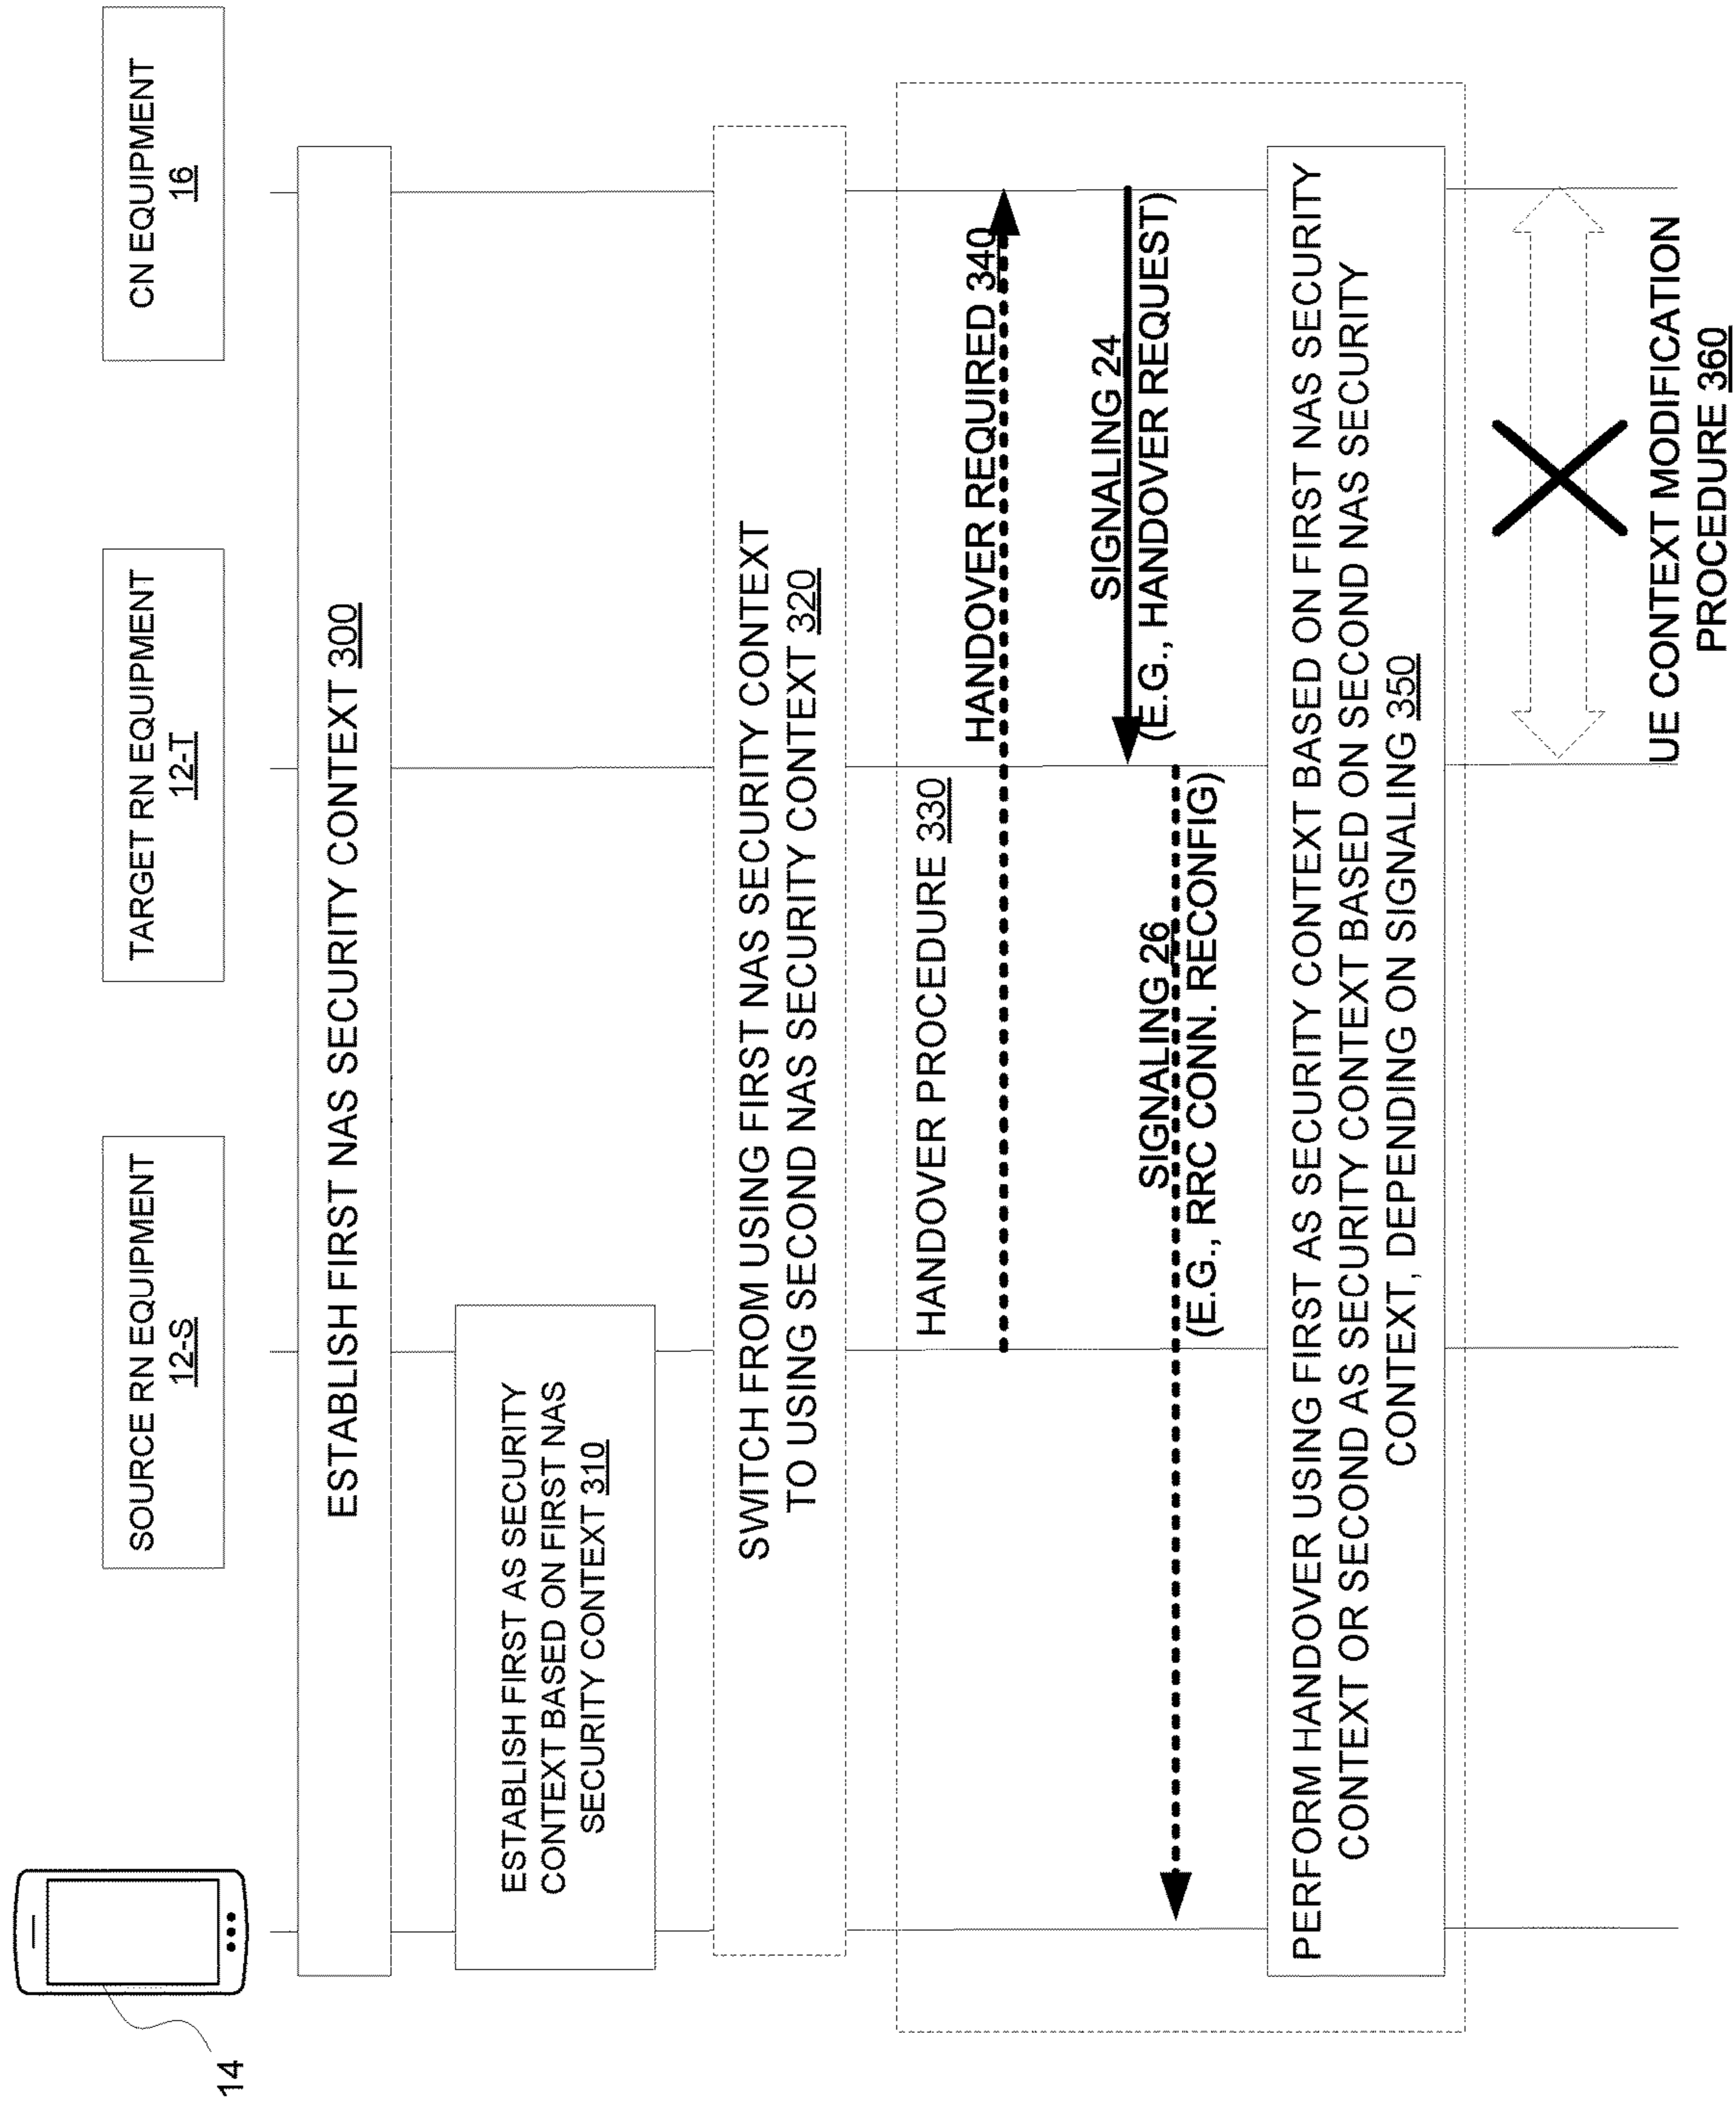 14
SOURCE RN EQUIPMENT
12-S
TARGET RN EQUIPMENT
12-T
CN EQUIPMENT
16
ESTABLISH FIRST NAS SECURITY CONTEXT 300
ESTABLISH FIRST AS SECURITY
CONTEXT BASED ON FIRST NAS
SECURITY CONTEXT 310
SWITCH FROM USING FIRST NAS SECURITY CONTEXT
TO USING SECOND NAS SECURITY CONTEXT 320
HANDOVER PROCEDURE 330
HANDOVER REQUIRED 340
SIGNALING 24
(E.G., HANDOVER REQUEST)
SIGNALING 26
(E.G., RRC CONN. RECONFIG)
PERFORM HANDOVER USING FIRST AS SECURITY CONTEXT BASED ON FIRST NAS SECURITY
CONTEXT OR SECOND AS SECURITY CONTEXT BASED ON SECOND NAS SECURITY
CONTEXT, DEPENDING ON SIGNALING 350
UE CONTEXT MODIFICATION
PROCEDURE 360